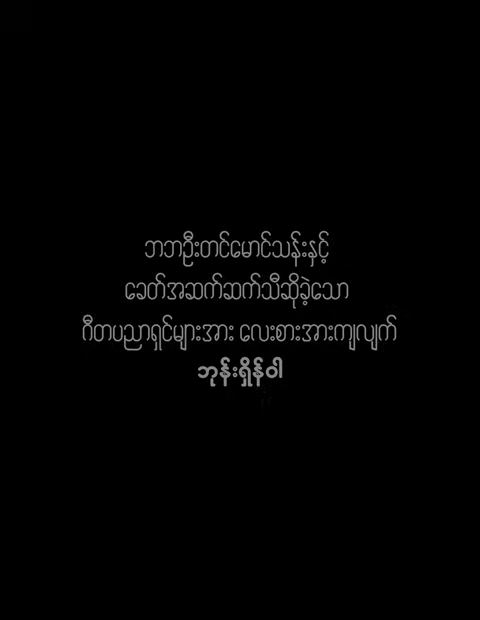 ဘဘဦးတင်မောင်သန်းနှင့်
ခေတ်အဆက်ဆက်သီဆိုခဲ့သော
ဂီတပညာရှင်များအား လေးစားအားကျလျက်
ဘုန်းရှိန်ဝါ